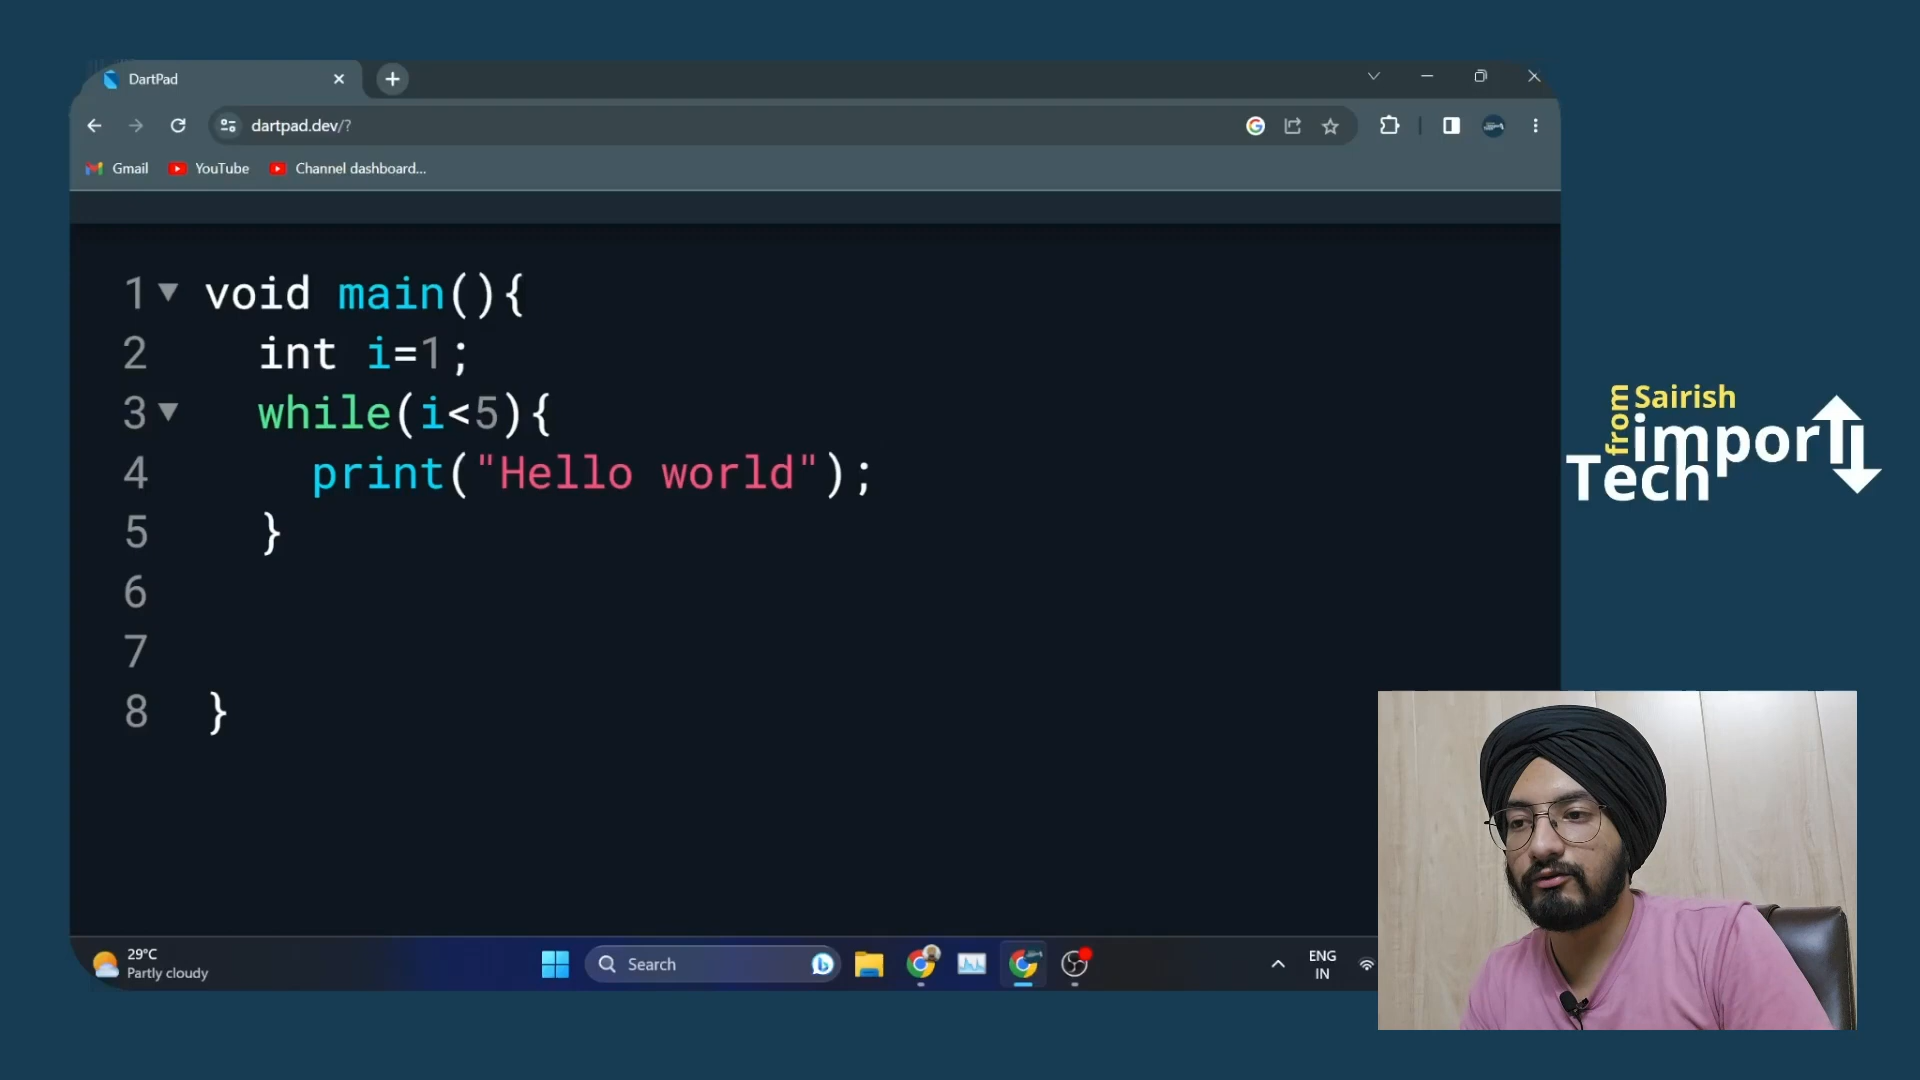 DartPad
dartpad.dev/?
Gmail YouTube Channel dashboard...
1 void main(){
2 int i=1;
3 while(i<5){
4 print("Hello world");
5 }
6
7
8 }
from Sairish
import
Tech
29°C
Partly cloudy
Search
ENG
IN